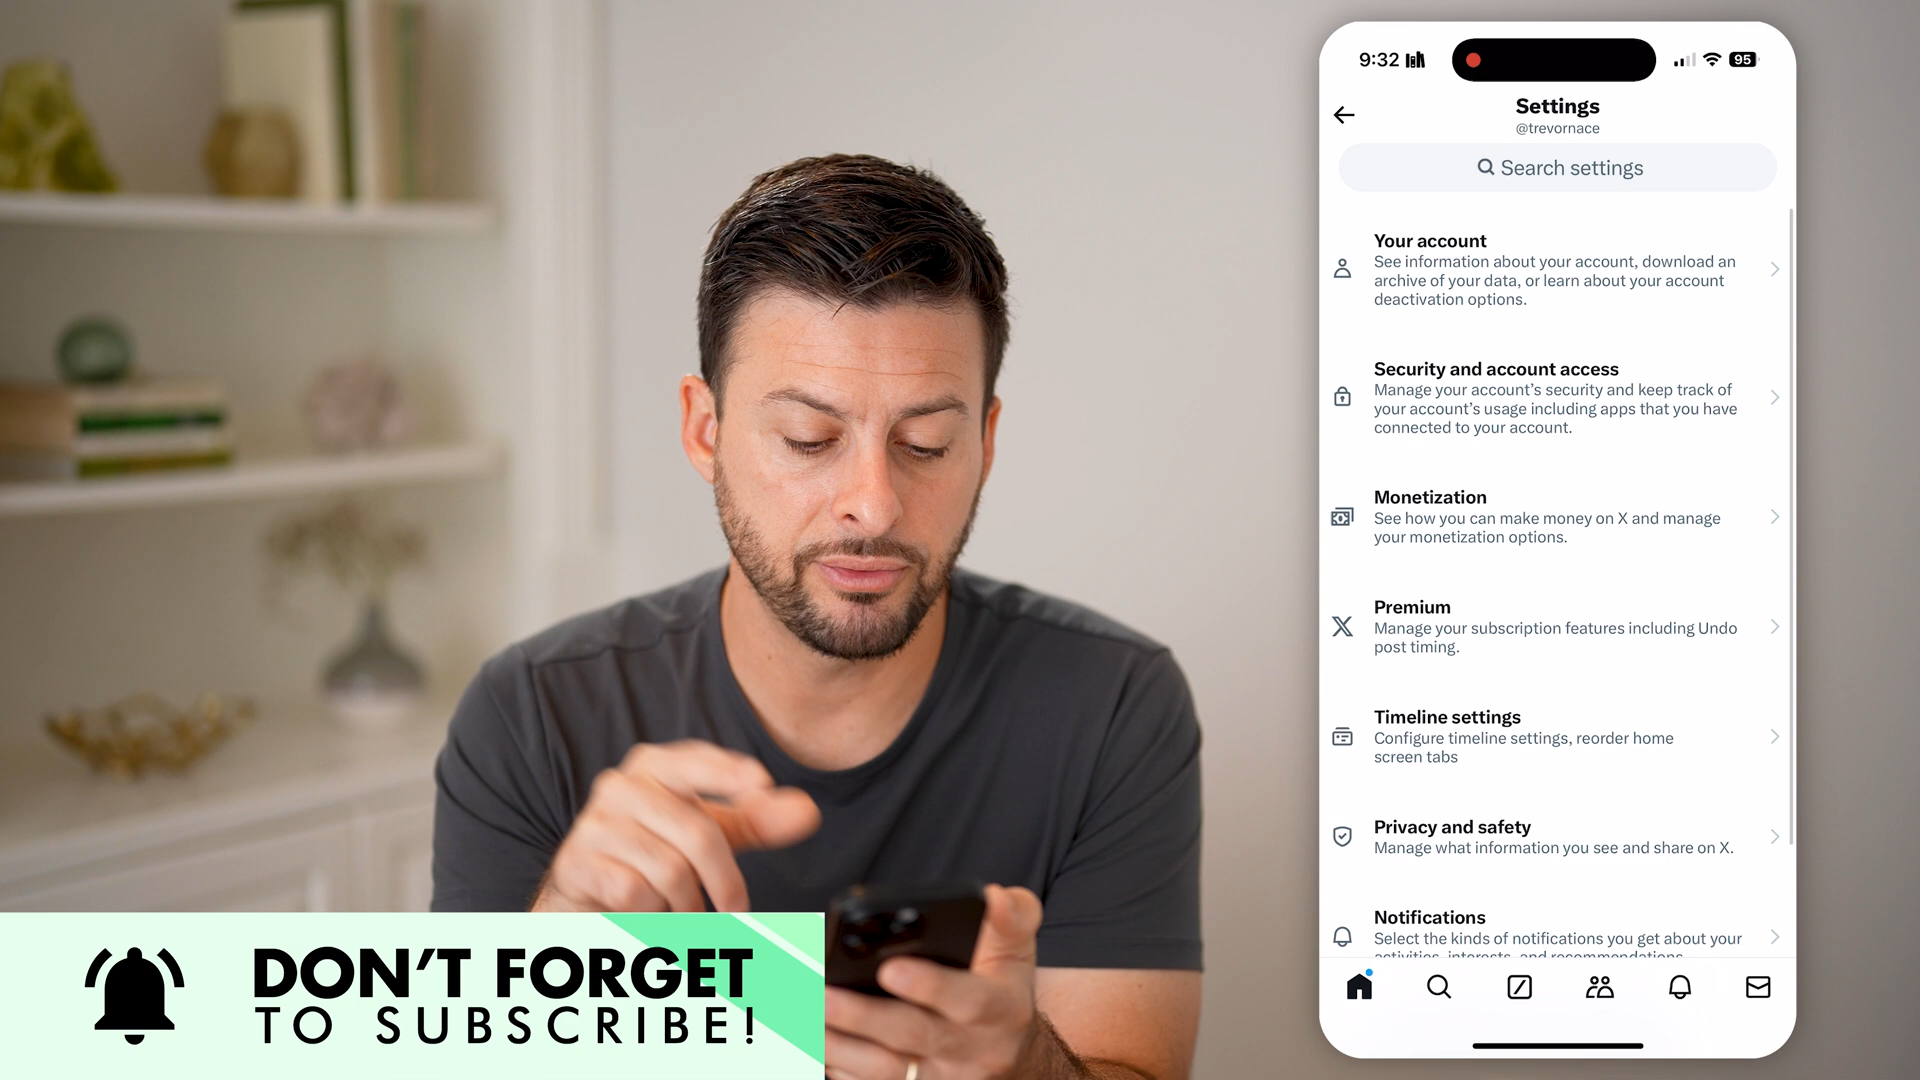 9:32
95
Settings
@trevornace
Search settings
Your account
See information about your account, download an
archive of your data, or learn about your account
deactivation options.
Security and account access
Manage your account's security and keep track of
your account's usage including apps that you have
connected to your account.
Monetization
See how you can make money on X and manage
your monetization options.
Premium
Manage your subscription features including Undo
post timing.
Timeline settings
Configure timeline settings, reorder home
screen tabs
Privacy and safety
Manage what information you see and share on X.
Notifications
Select the kinds of notifications you get about your
activities, interests, and recommendations.
DON'T FORGET
TO SUBSCRIBE!